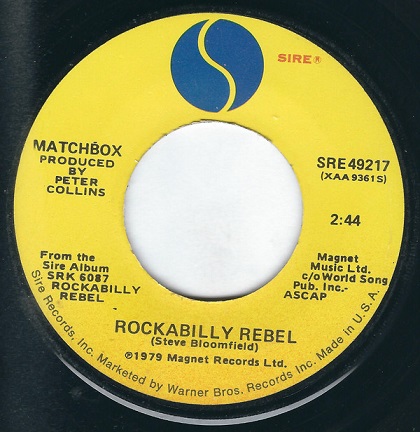 SIRE®
MATCHBOX
PRODUCED
BY
PETER
COLLINS
SRE49217
(XAA9361S)
2:44
From the
Sire Album
SRK 6087
ROCKABILLY
REBEL
Magnet
Music Ltd.
c/o World Song
Pub. Inc.-
ASCAP
ROCKABILLY REBEL
(Steve Bloomfield)
℗1979 Magnet Records Ltd.
Sire Records, Inc. Marketed by Warner Bros. Records Inc. Made in U.S.A.